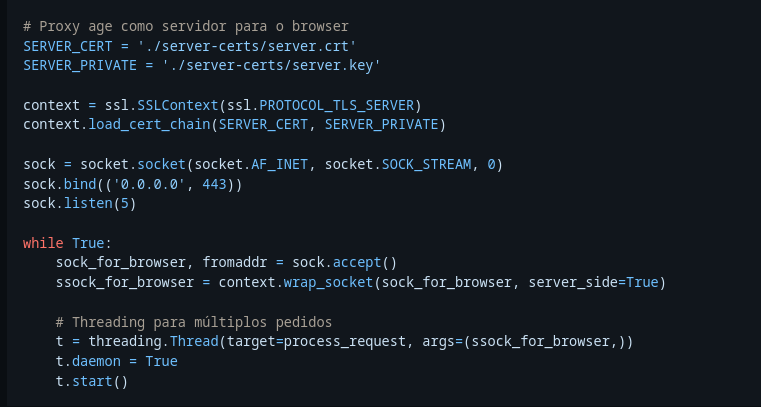 # Proxy age como servidor para o browser
SERVER_CERT = './server-certs/server.crt'
SERVER_PRIVATE = './server-certs/server.key'

context = ssl.SSLContext(ssl.PROTOCOL_TLS_SERVER)
context.load_cert_chain(SERVER_CERT, SERVER_PRIVATE)

sock = socket.socket(socket.AF_INET, socket.SOCK_STREAM, 0)
sock.bind(('0.0.0.0', 443))
sock.listen(5)

while True:
    sock_for_browser, fromaddr = sock.accept()
    ssock_for_browser = context.wrap_socket(sock_for_browser, server_side=True)

    # Threading para múltiplos pedidos
    t = threading.Thread(target=process_request, args=(ssock_for_browser,))
    t.daemon = True
    t.start()